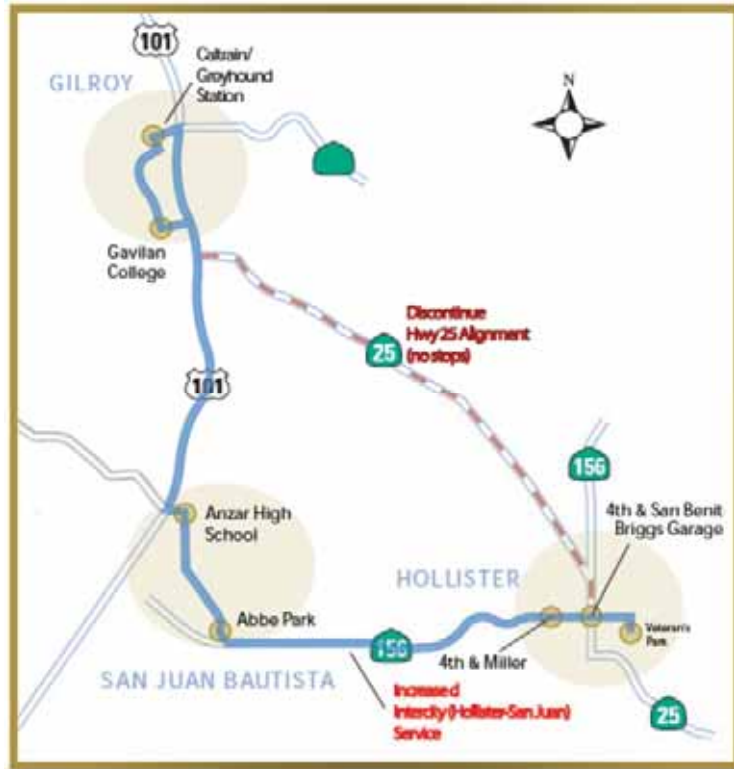 101
Caltrain/
Greyhound
Station
GILROY
N
Gavilan
College
Discontinue
Hwy 25 Alignment
(no stops)
25
101
156
4th & San Benit
Briggs Garage
Anzar High
School
HOLLISTER
Abbe Park
Veteran's
Park
156
4th & Miller
SAN JUAN BAUTISTA
Increased
Intercity (Hollister-San Juan)
Service
25